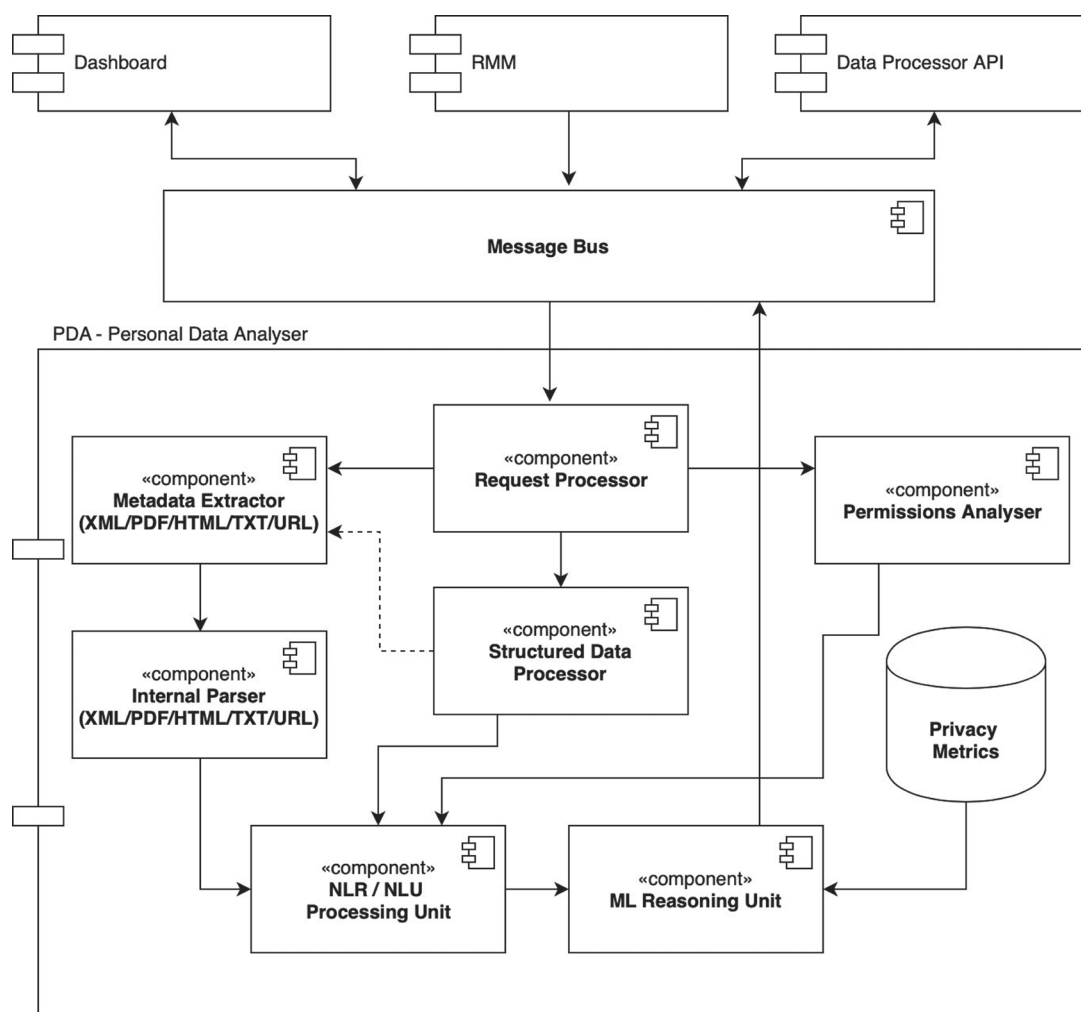 Dashboard
RMM
Data Processor API
Message Bus
PDA - Personal Data Analyser
«component»
Request Processor
«component»
Metadata Extractor
(XML/PDF/HTML/TXT/URL)
«component»
Permissions Analyser
«component»
Structured Data
Processor
«component»
Internal Parser
(XML/PDF/HTML/TXT/URL)
Privacy
Metrics
«component»
NLR / NLU
Processing Unit
«component»
ML Reasoning Unit